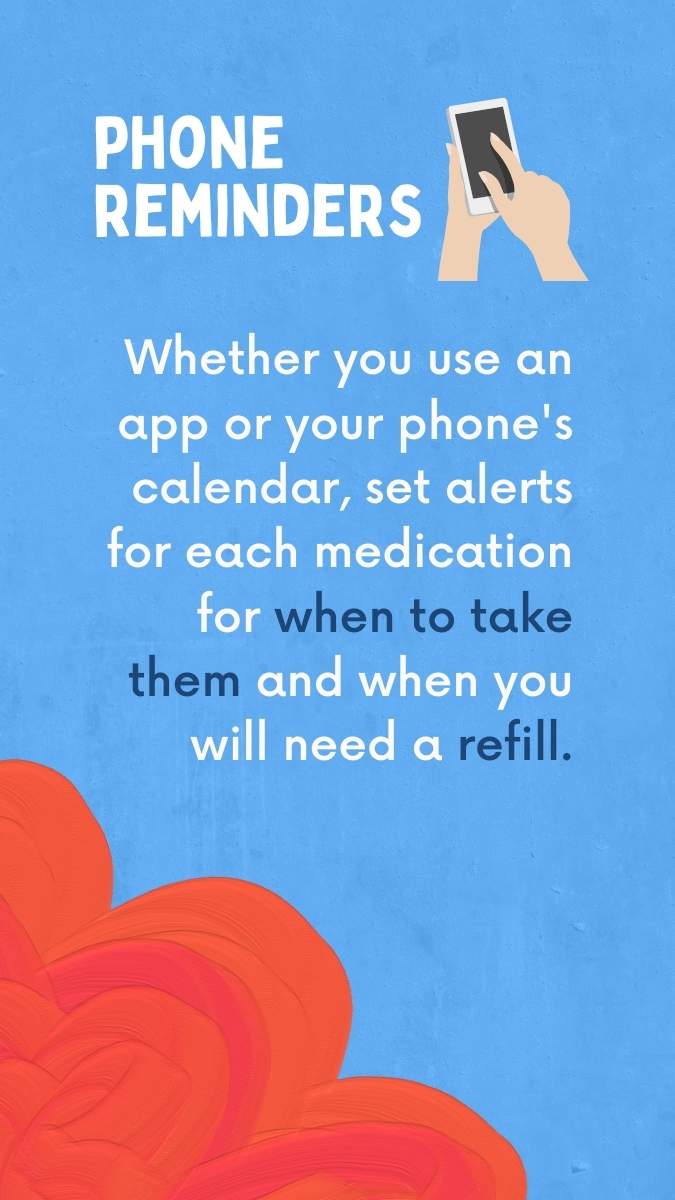 PHONE
REMINDERS
Whether you use an
app or your phone's
calendar, set alerts
for each medication
for when to take
them and when you
will need a refill.